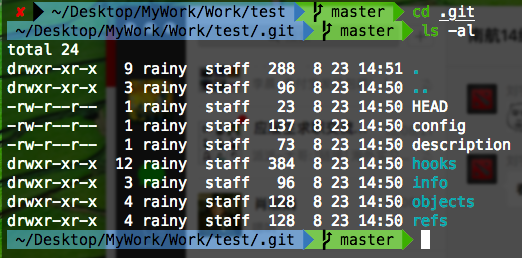 ✘ ~/Desktop/MyWork/Work/test master cd .git
~/Desktop/MyWork/Work/test/.git master ls -al
total 24
drwxr-xr-x 9 rainy staff 288 8 23 14:51 .
drwxr-xr-x 3 rainy staff 96 8 23 14:50 ..
-rw-r--r-- 1 rainy staff 23 8 23 14:50 HEAD
-rw-r--r-- 1 rainy staff 137 8 23 14:50 config
-rw-r--r-- 1 rainy staff 73 8 23 14:50 description
drwxr-xr-x 12 rainy staff 384 8 23 14:50 hooks
drwxr-xr-x 3 rainy staff 96 8 23 14:50 info
drwxr-xr-x 4 rainy staff 128 8 23 14:50 objects
drwxr-xr-x 4 rainy staff 128 8 23 14:50 refs
~/Desktop/MyWork/Work/test/.git master